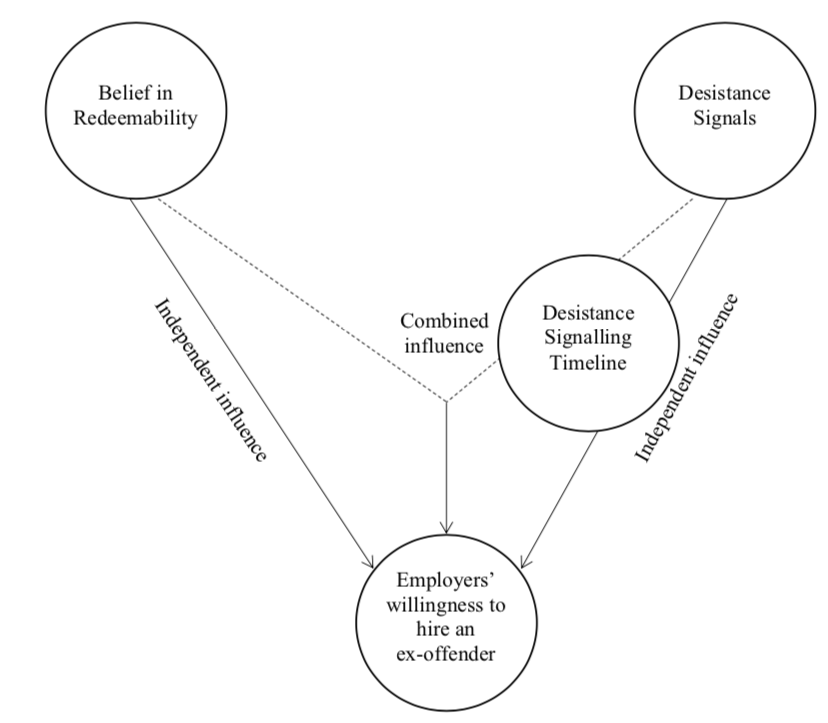 Belief in
Redeemability
Desistance
Signals
Combined
influence
Desistance
Signalling
Timeline
Independent influence
Independent influence
Employers’
willingness to
hire an
ex-offender